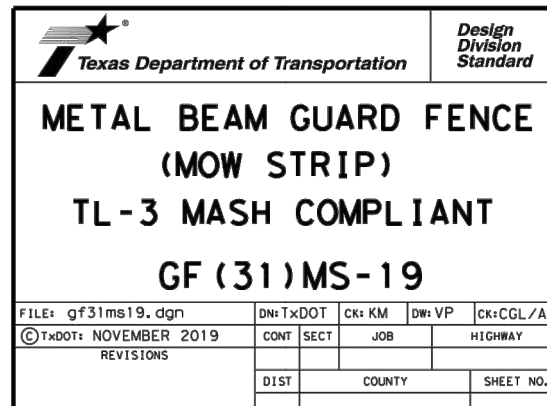 Texas Department of Transportation
Design
Division
Standard
METAL BEAM GUARD FENCE
(MOW STRIP)
TL-3 MASH COMPLIANT
GF(31)MS-19
FILE: gf31ms19.dgn DN:TxDOT CK: KM DW: VP CK:CGL/A
©TxDOT: NOVEMBER 2019 CONT SECT JOB HIGHWAY
REVISIONS
DIST COUNTY SHEET NO.